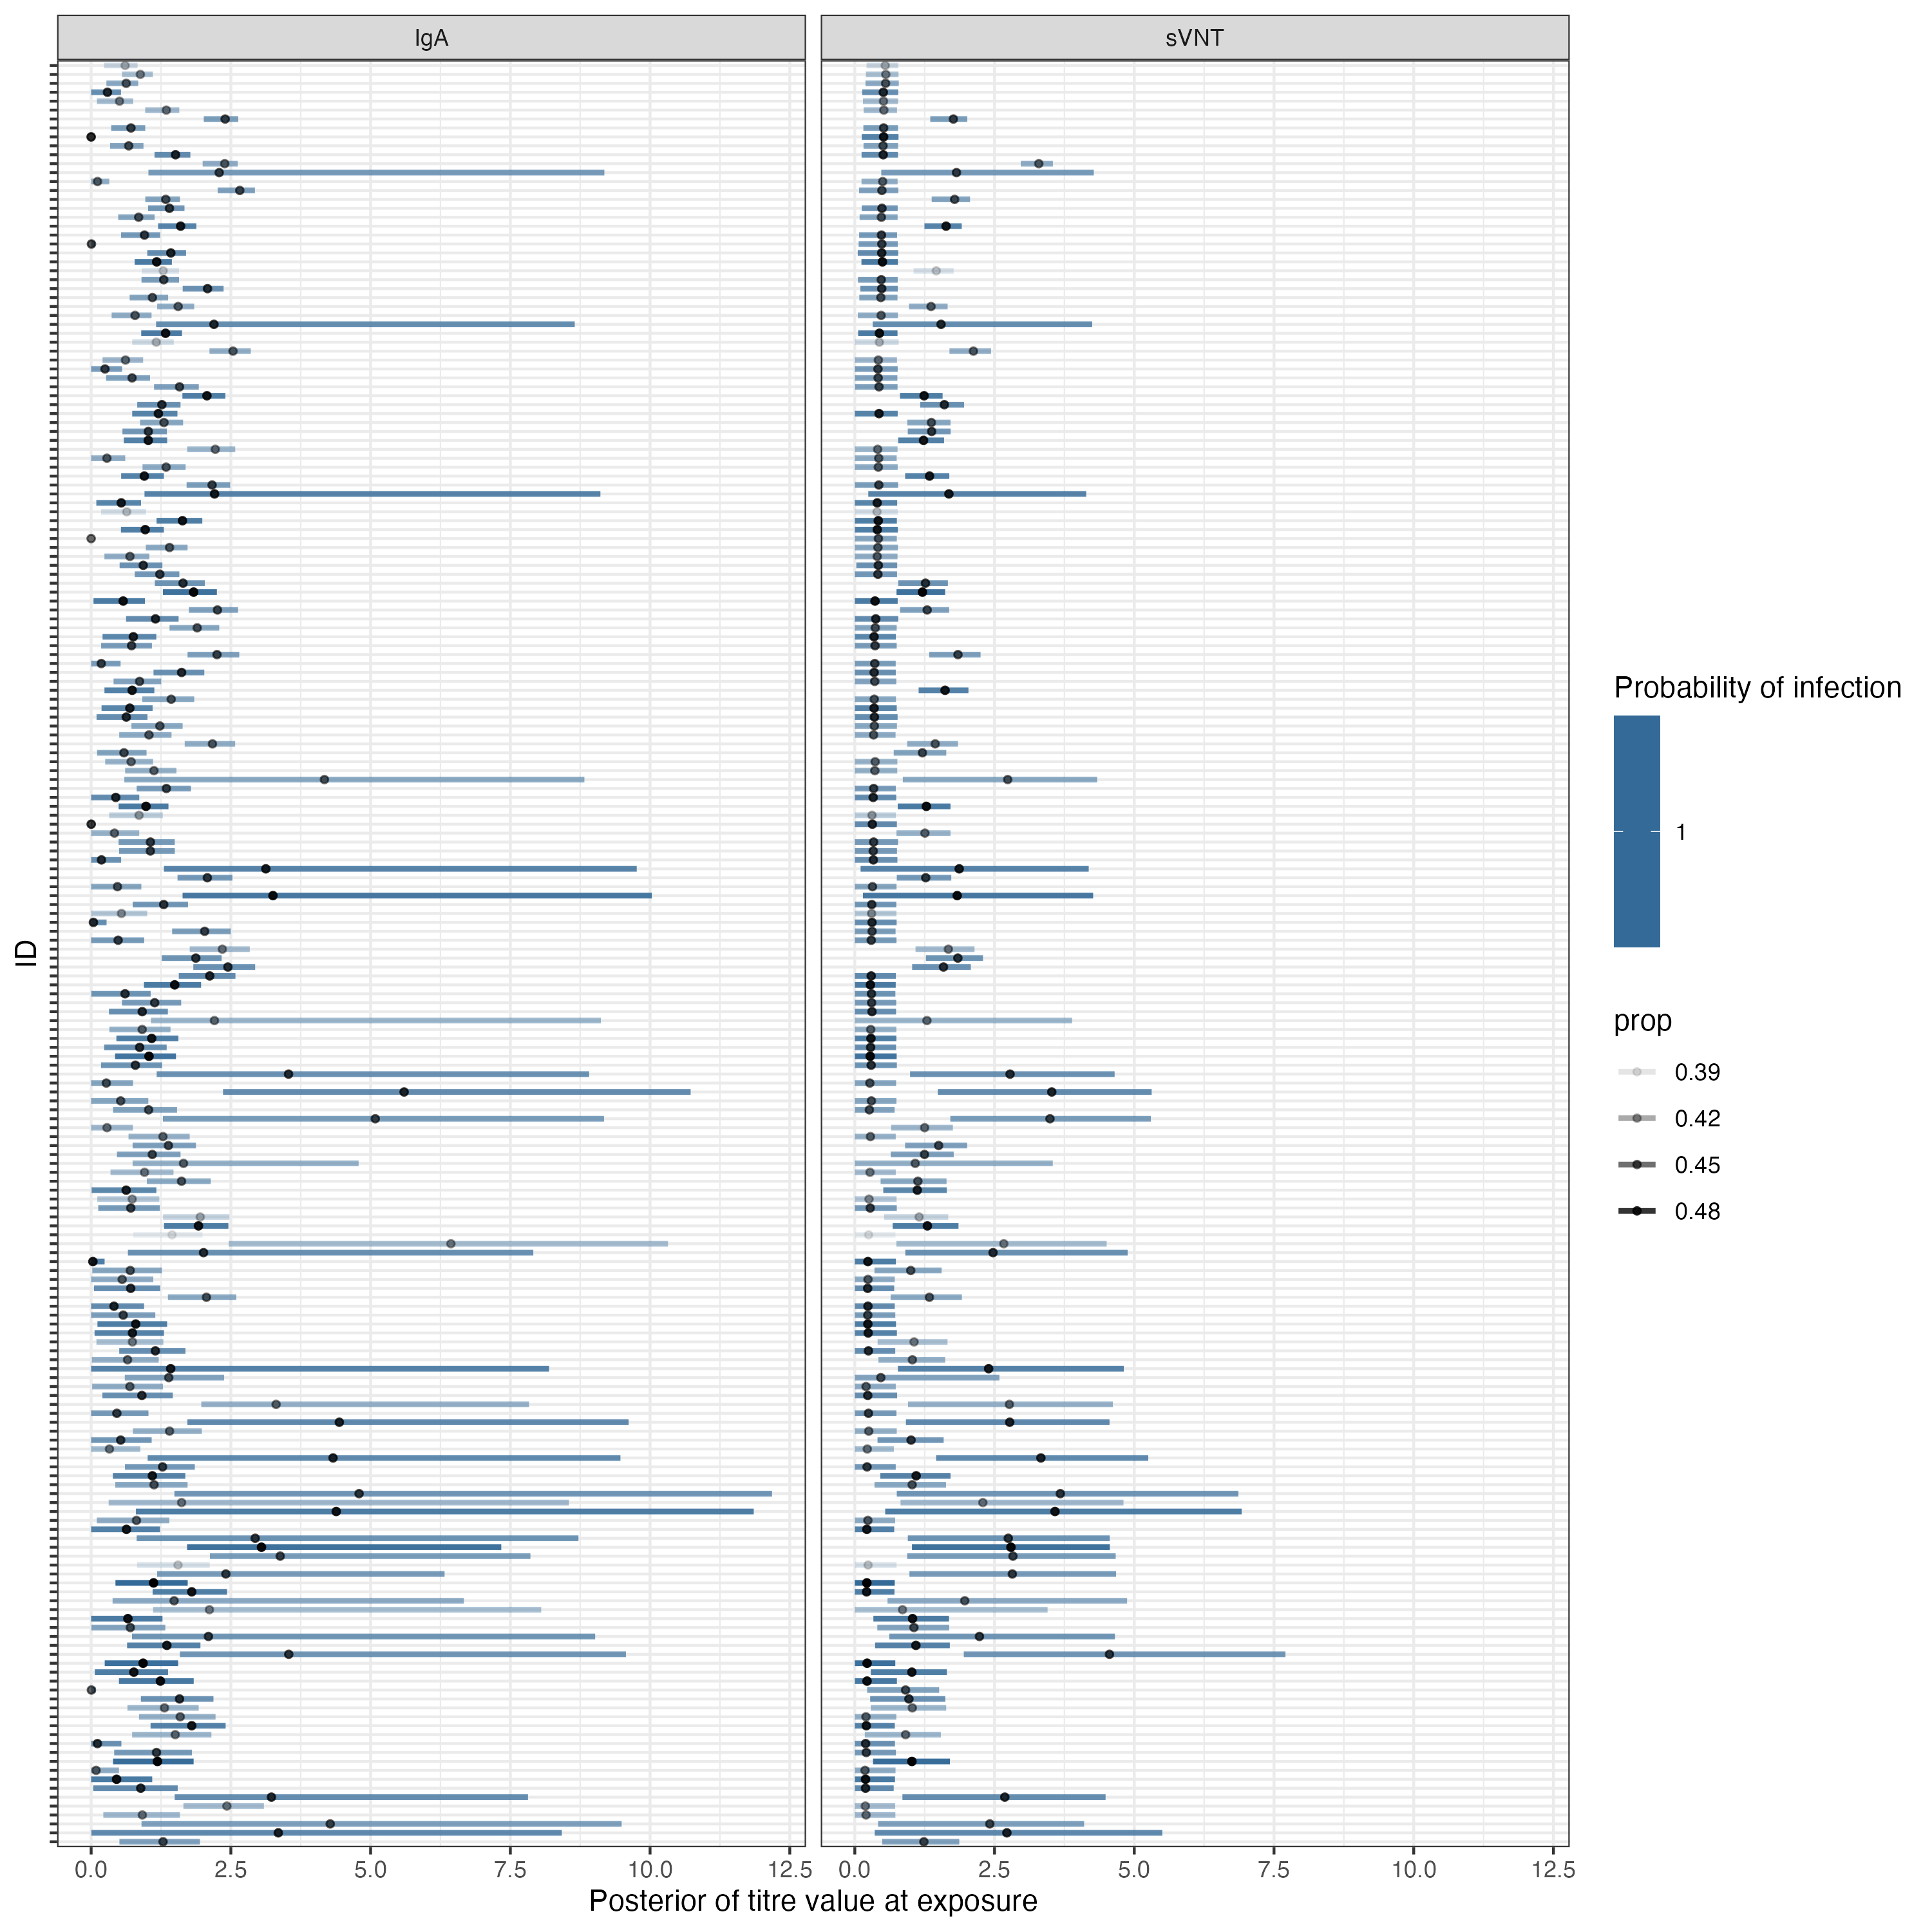 IgA
sVNT
ID
0.0 2.5 5.0 7.5 10.0 12.5
0.0 2.5 5.0 7.5 10.0 12.5
Posterior of titre value at exposure
Probability of infection
1
prop
0.39
0.42
0.45
0.48